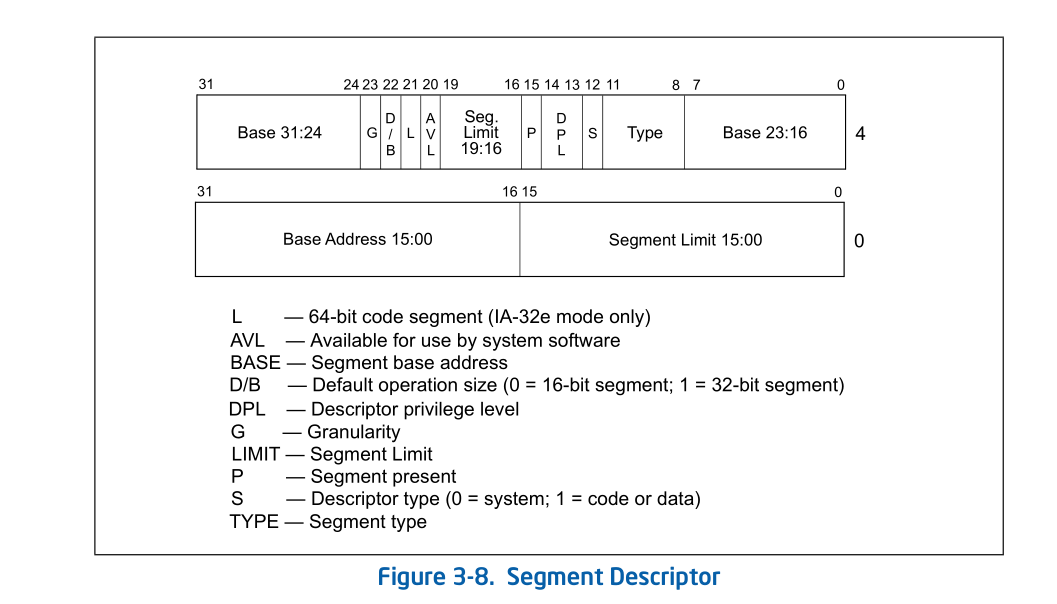 31 24 23 22 21 20 19 16 15 14 13 12 11 8 7 0
Base 31:24 G D/B L AVL Seg. Limit 19:16 P DPL S Type Base 23:16 4
31 16 15 0
Base Address 15:00 Segment Limit 15:00 0
L — 64-bit code segment (IA-32e mode only)
AVL — Available for use by system software
BASE — Segment base address
D/B — Default operation size (0 = 16-bit segment; 1 = 32-bit segment)
DPL — Descriptor privilege level
G — Granularity
LIMIT — Segment Limit
P — Segment present
S — Descriptor type (0 = system; 1 = code or data)
TYPE — Segment type
Figure 3-8. Segment Descriptor